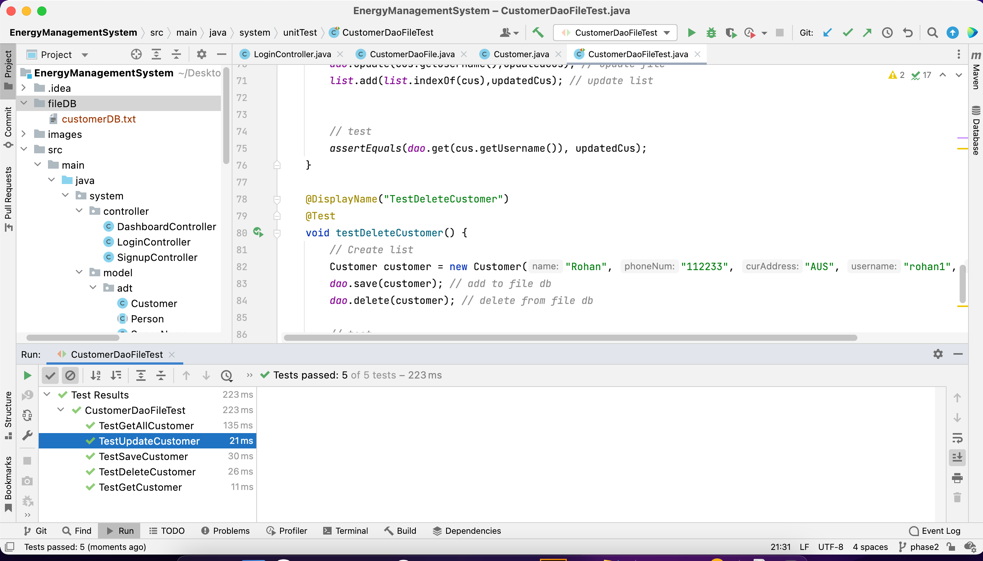 EnergyManagementSystem – CustomerDaoFileTest.java
EnergyManagementSystem > src > main > java > system > unitTest > CustomerDaoFileTest
CustomerDaoFileTest
Git:
Project
LoginController.java
CustomerDaoFile.java
Customer.java
CustomerDaoFileTest.java
EnergyManagementSystem ~/Deskto
.idea
fileDB
customerDB.txt
images
src
main
java
system
controller
DashboardController
LoginController
SignupController
model
adt
Customer
Person
2 17
71 list.add(list.indexOf(cus),updatedCus); // update list
72
73
74 // test
75 assertEquals(dao.get(cus.getUsername()), updatedCus);
76 }
77
78 @DisplayName("TestDeleteCustomer")
79 @Test
80 void testDeleteCustomer() {
81 // Create list
82 Customer customer = new Customer( name: "Rohan", phoneNum: "112233", curAddress: "AUS", username: "rohan1",
83 dao.save(customer); // add to file db
84 dao.delete(customer); // delete from file db
85
86
Project
Commit
Pull Requests
Structure
Bookmarks
Maven
Database
Run: CustomerDaoFileTest
Tests passed: 5 of 5 tests – 223 ms
Test Results 223 ms
CustomerDaoFileTest 223 ms
TestGetAllCustomer 135 ms
TestUpdateCustomer 21 ms
TestSaveCustomer 30 ms
TestDeleteCustomer 26 ms
TestGetCustomer 11 ms
Git Find Run TODO Problems Profiler Terminal Build Dependencies Event Log
Tests passed: 5 (moments ago) 21:31 LF UTF-8 4 spaces phase2